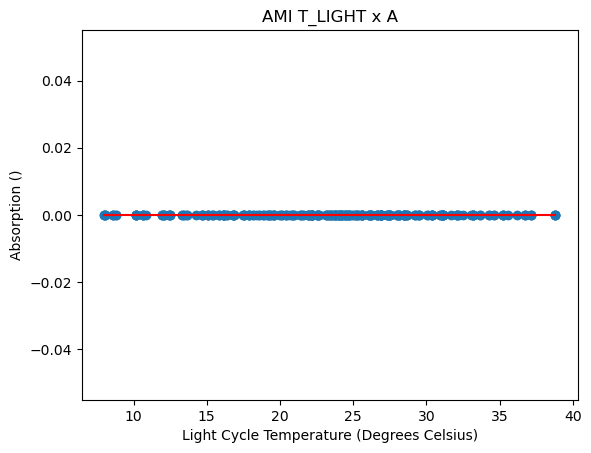 AMI T_LIGHT x A
0.04
0.02
0.00
−0.02
−0.04
Absorption ()
10 15 20 25 30 35 40
Light Cycle Temperature (Degrees Celsius)